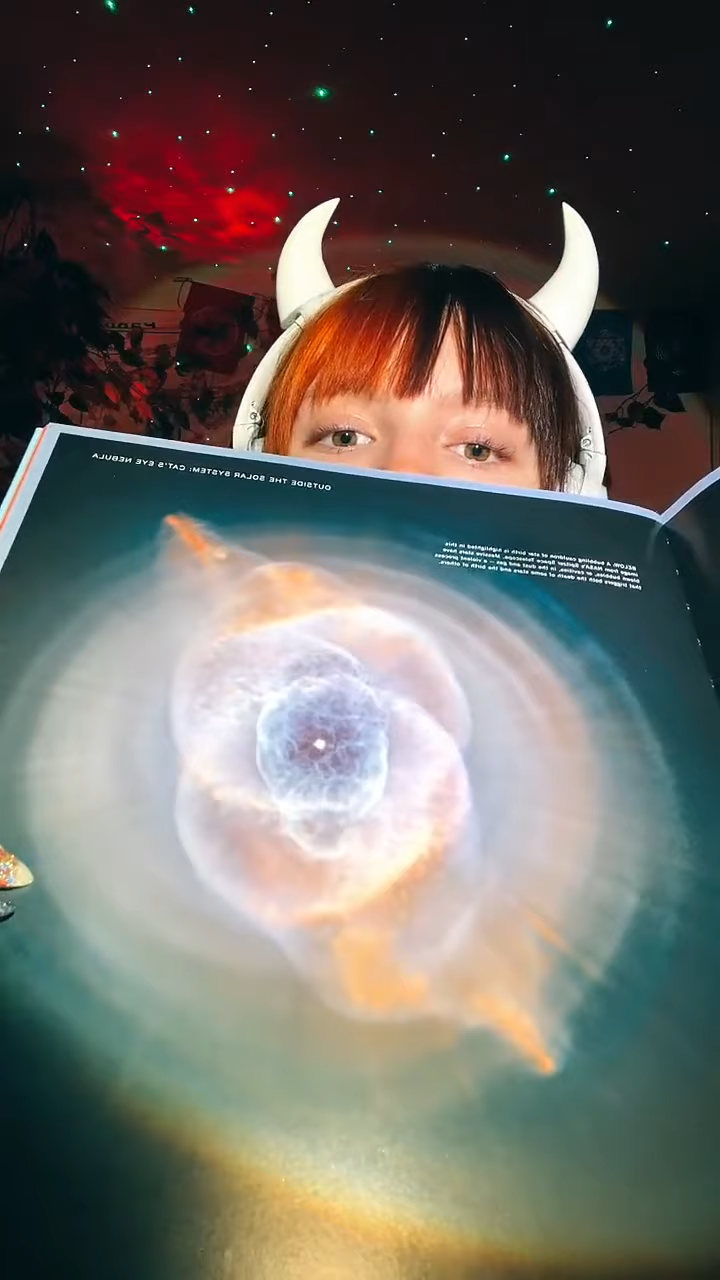 OUTSIDE THE SOLAR SYSTEM: CAT'S EYE NEBULA
BELOW: A bubbling cauldron of star birth is highlighted in this
image from NASA's Spitzer Space Telescope. Massive stars have
blown bubbles, or cavities, in the dust and gas — a violent process
that triggers both the death of some stars and the birth of others.